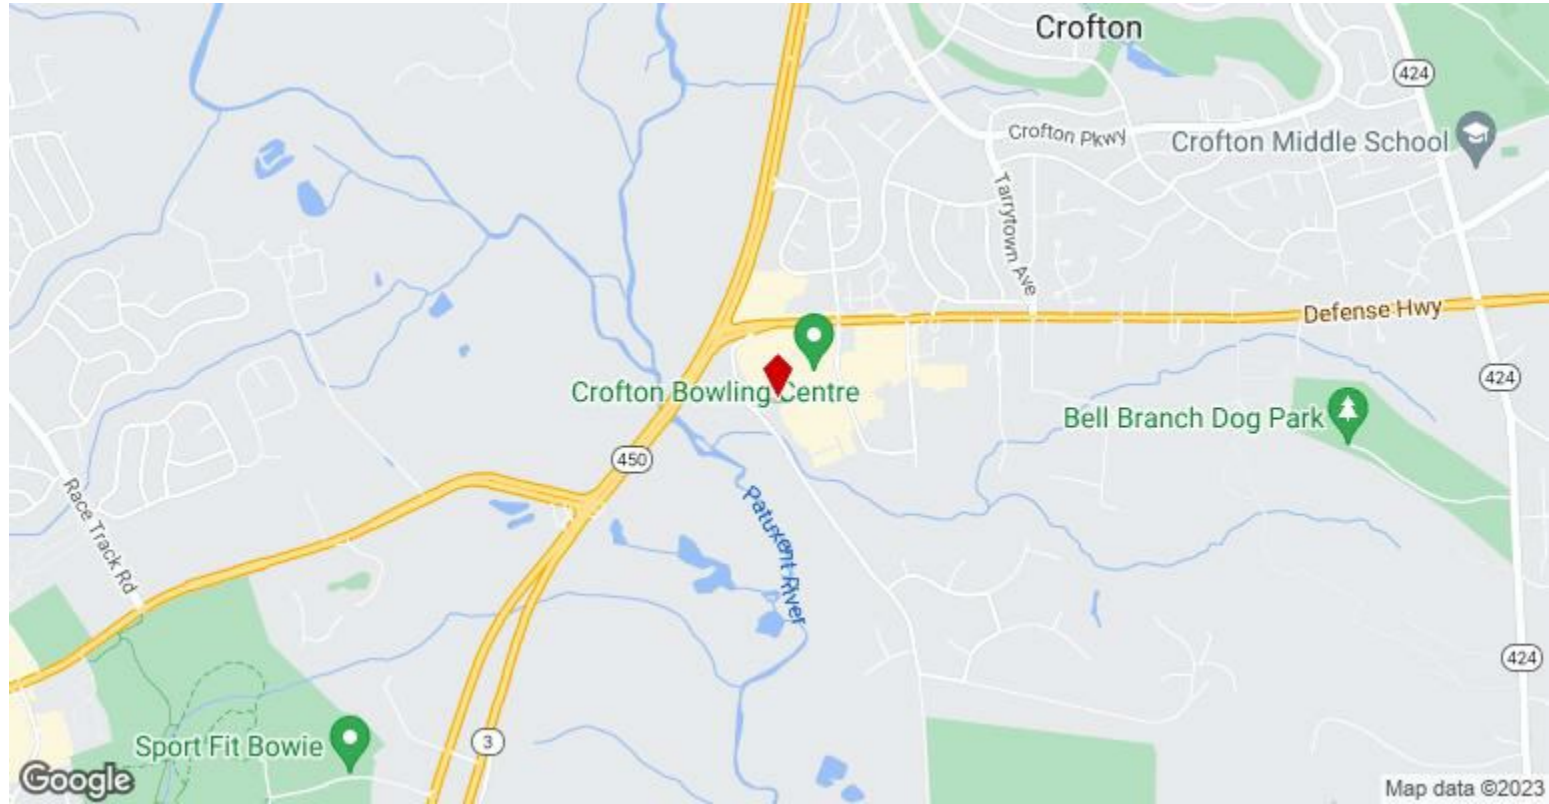 Crofton
424
Crofton Pkwy
Crofton Middle School
Tarrytown Ave
Defense Hwy
Crofton Bowling Centre
424
Bell Branch Dog Park
450
Race Track Rd
Patuxent River
424
Sport Fit Bowie
3
Google
Map data ©2023